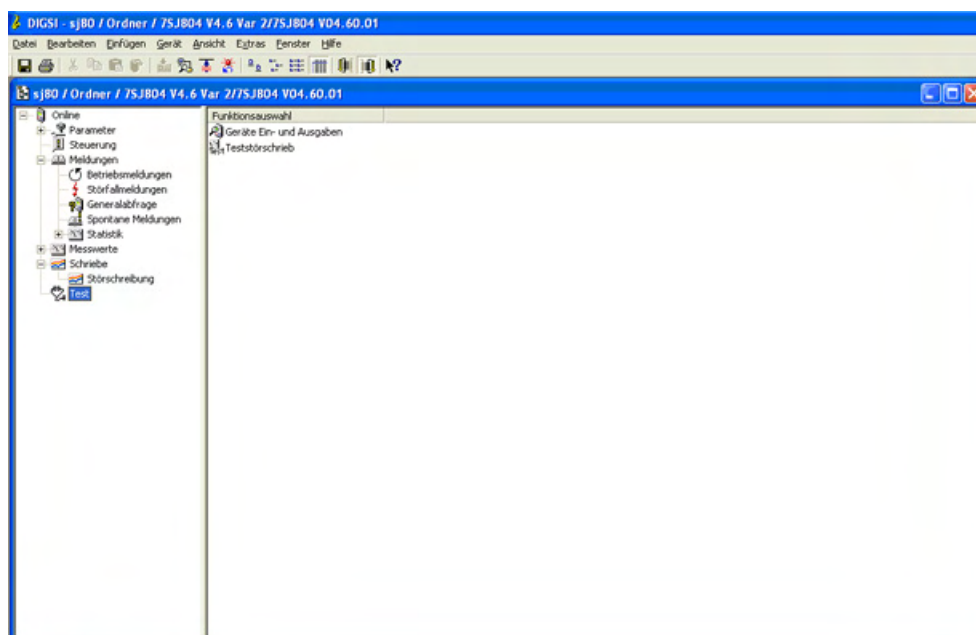 DIGSI - sj80 / Ordner / 7SJ804 V4.6 Var 2/7SJ804 V04.60.01
Datei Bearbeiten Einfügen Gerät Ansicht Extras Fenster Hilfe
sj80 / Ordner / 7SJ804 V4.6 Var 2/7SJ804 V04.60.01
Online
Parameter
Steuerung
Meldungen
Betriebsmeldungen
Störfallmeldungen
Generalabfrage
Spontane Meldungen
Statistik
Messwerte
Schriebe
Störschreibung
Test
Funktionsauswahl
Geräte Ein- und Ausgaben
Teststörschrieb